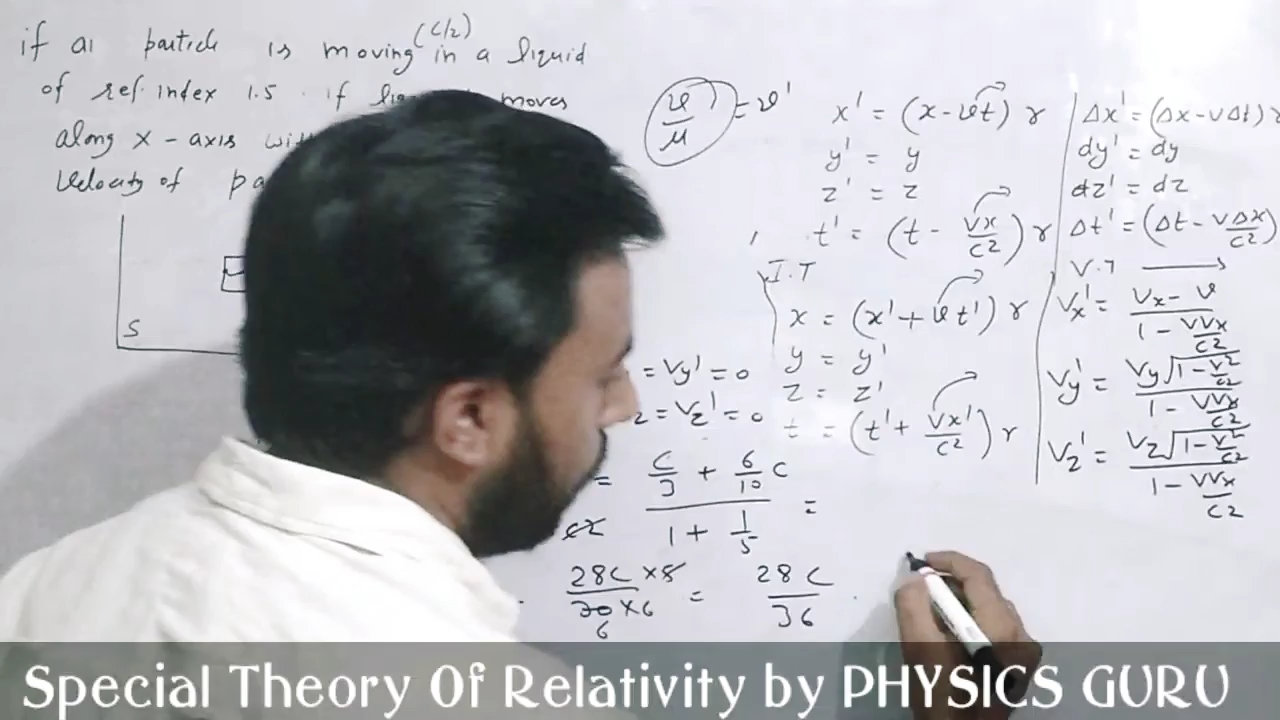 if a particle is moving (c/2) in a liquid
of ref. index 1.5 . if moves
along x - axis
velocity of
S
v/μ = v'
x' = (x - vt) γ
y' = y
z' = z
t' = (t - vx/c2) γ
I.T
x = (x' + vt') γ
y = y'
z = z'
t = (t' + vx'/c2) γ
Δx' = (Δx - vΔt) γ
dy' = dy
dz' = dz
Δt' = (Δt - vΔx/c2)
V.T
Vx' = Vx - v / 1 - vVx/c2
Vy' = Vy√1 - v2/c2 / 1 - vVx/c2
Vz' = Vz√1 - v2/c2 / 1 - vVx/c2
= Vy' = 0
z = Vz' = 0
= c/3 + 6/10 c / 1 + 1/5 =
28c × 5 / 30 × 6 = 28 c / 36
6
Special Theory Of Relativity by PHYSICS GURU